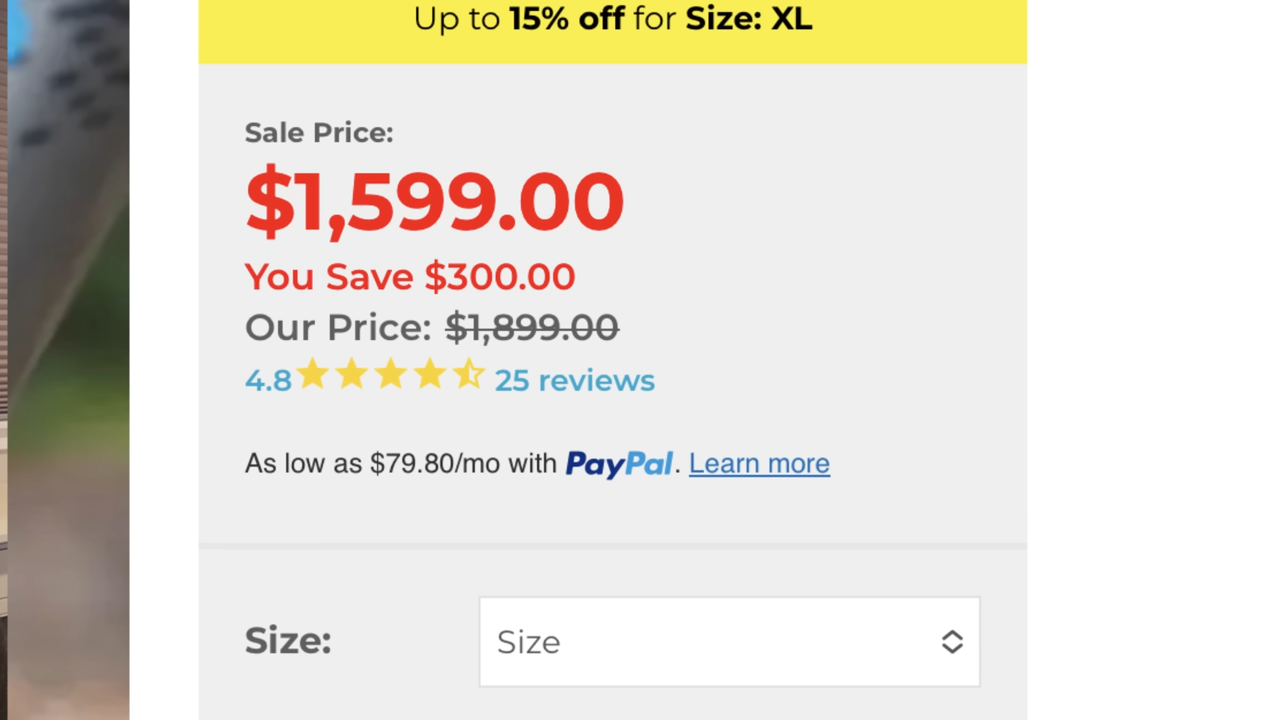 Up to 15% off for Size: XL
Sale Price:
$1,599.00
You Save $300.00
Our Price: $1,899.00
4.8 25 reviews
As low as $79.80/mo with PayPal. Learn more
Size: Size